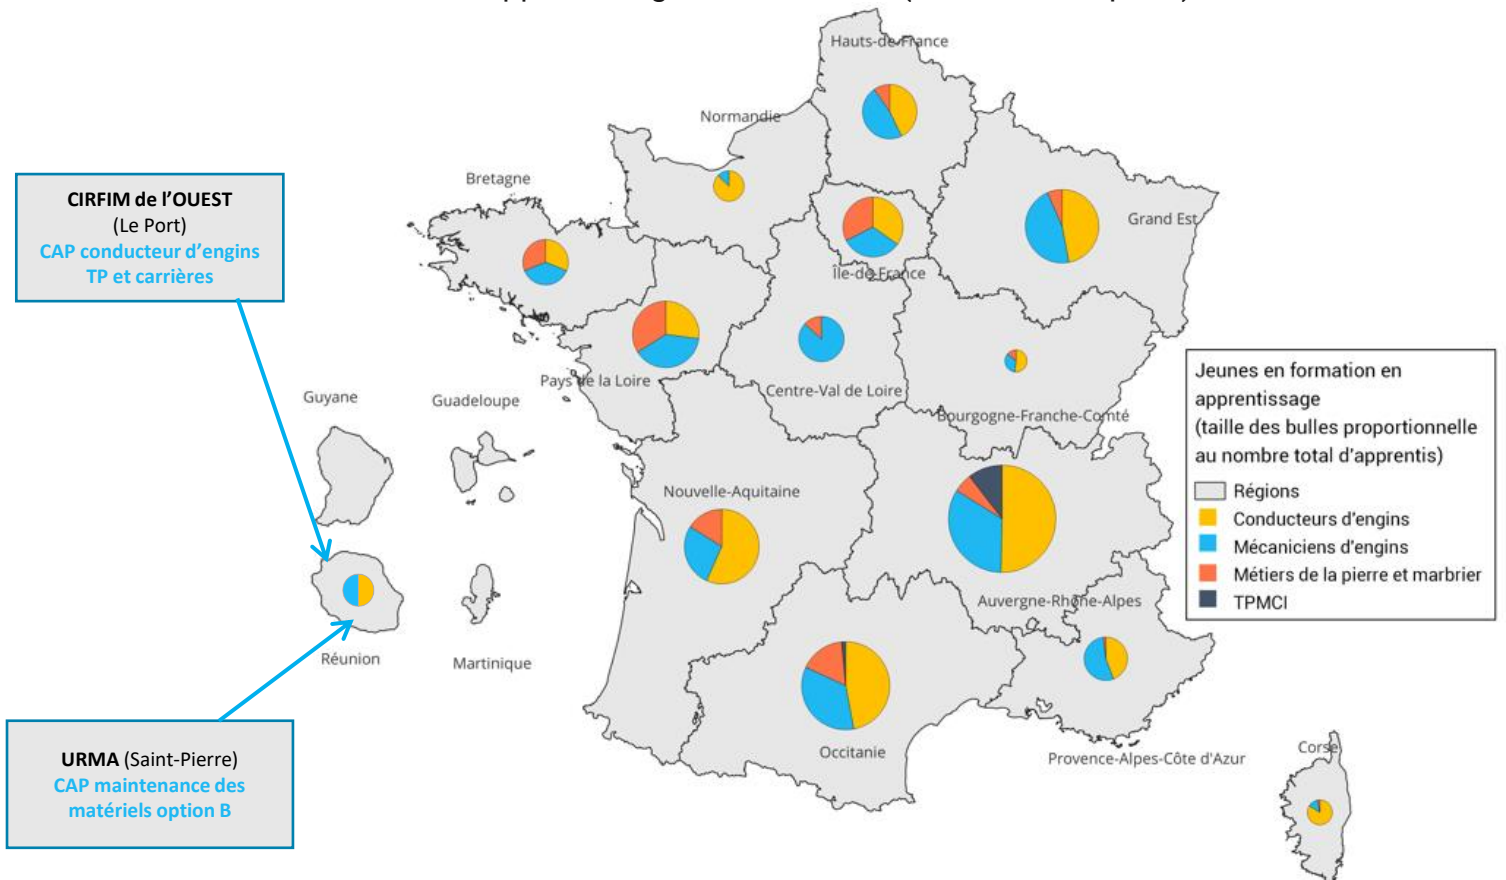 Hauts-de-France
Normandie
Bretagne
Grand Est
Île-de-France
Pays de la Loire
Centre-Val de Loire
Bourgogne-Franche-Comté
Guyane
Guadeloupe
Nouvelle-Aquitaine
Auvergne-Rhône-Alpes
Réunion
Martinique
Occitanie
Provence-Alpes-Côte d'Azur
Corse
CIRFIM de l'OUEST
(Le Port)
CAP conducteur d'engins
TP et carrières
URMA (Saint-Pierre)
CAP maintenance des
matériels option B
Jeunes en formation en
apprentissage
(taille des bulles proportionnelle
au nombre total d'apprentis)
Régions
Conducteurs d'engins
Mécaniciens d'engins
Métiers de la pierre et marbrier
TPMCI